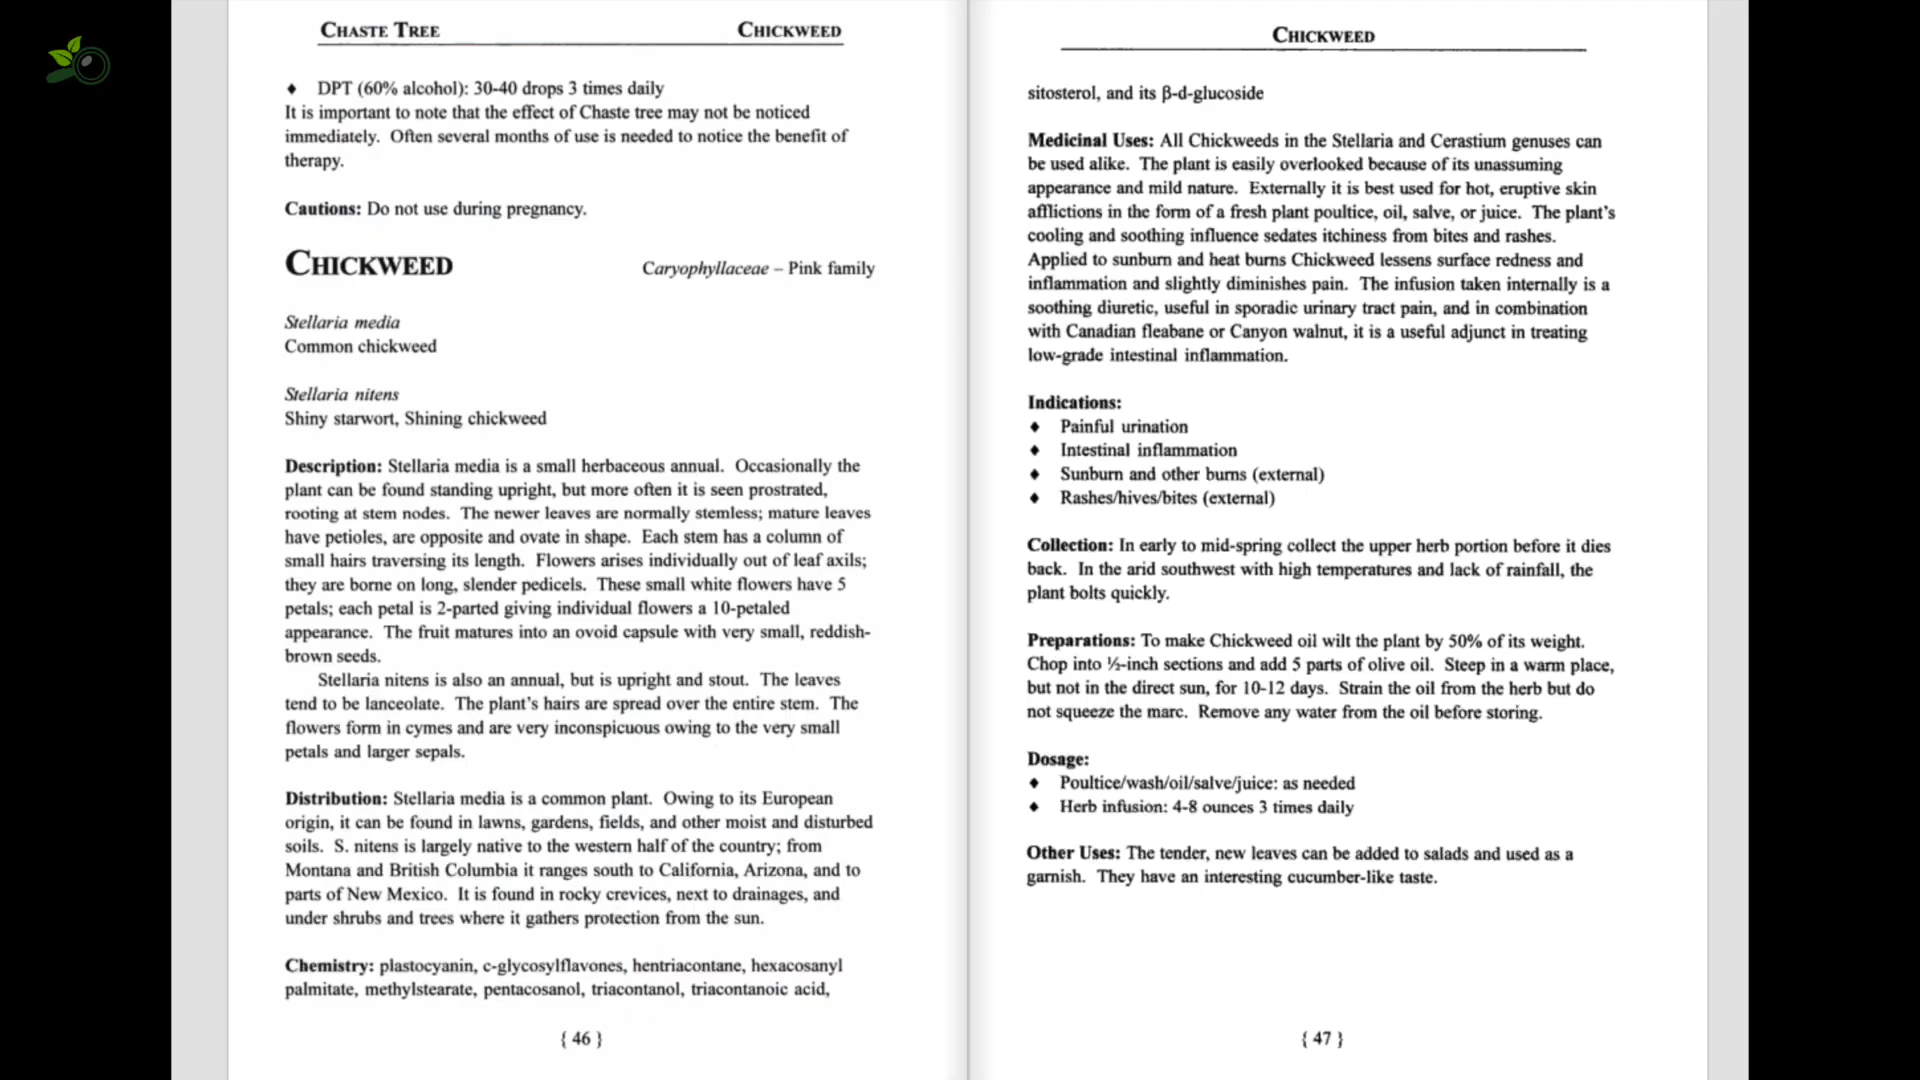 CHASTE TREE CHICKWEED
♦ DPT (60% alcohol): 30-40 drops 3 times daily
It is important to note that the effect of Chaste tree may not be noticed
immediately. Often several months of use is needed to notice the benefit of
therapy.
Cautions: Do not use during pregnancy.
CHICKWEED Caryophyllaceae – Pink family
Stellaria media
Common chickweed
Stellaria nitens
Shiny starwort, Shining chickweed
Description: Stellaria media is a small herbaceous annual. Occasionally the
plant can be found standing upright, but more often it is seen prostrated,
rooting at stem nodes. The newer leaves are normally stemless; mature leaves
have petioles, are opposite and ovate in shape. Each stem has a column of
small hairs traversing its length. Flowers arises individually out of leaf axils;
they are borne on long, slender pedicels. These small white flowers have 5
petals; each petal is 2-parted giving individual flowers a 10-petaled
appearance. The fruit matures into an ovoid capsule with very small, reddish-
brown seeds.
Stellaria nitens is also an annual, but is upright and stout. The leaves
tend to be lanceolate. The plant's hairs are spread over the entire stem. The
flowers form in cymes and are very inconspicuous owing to the very small
petals and larger sepals.
Distribution: Stellaria media is a common plant. Owing to its European
origin, it can be found in lawns, gardens, fields, and other moist and disturbed
soils. S. nitens is largely native to the western half of the country; from
Montana and British Columbia it ranges south to California, Arizona, and to
parts of New Mexico. It is found in rocky crevices, next to drainages, and
under shrubs and trees where it gathers protection from the sun.
Chemistry: plastocyanin, c-glycosylflavones, hentriacontane, hexacosanyl
palmitate, methylstearate, pentacosanol, triacontanol, triacontanoic acid,
{ 46 }
CHICKWEED
sitosterol, and its β-d-glucoside
Medicinal Uses: All Chickweeds in the Stellaria and Cerastium genuses can
be used alike. The plant is easily overlooked because of its unassuming
appearance and mild nature. Externally it is best used for hot, eruptive skin
afflictions in the form of a fresh plant poultice, oil, salve, or juice. The plant's
cooling and soothing influence sedates itchiness from bites and rashes.
Applied to sunburn and heat burns Chickweed lessens surface redness and
inflammation and slightly diminishes pain. The infusion taken internally is a
soothing diuretic, useful in sporadic urinary tract pain, and in combination
with Canadian fleabane or Canyon walnut, it is a useful adjunct in treating
low-grade intestinal inflammation.
Indications:
♦ Painful urination
♦ Intestinal inflammation
♦ Sunburn and other burns (external)
♦ Rashes/hives/bites (external)
Collection: In early to mid-spring collect the upper herb portion before it dies
back. In the arid southwest with high temperatures and lack of rainfall, the
plant bolts quickly.
Preparations: To make Chickweed oil wilt the plant by 50% of its weight.
Chop into ½-inch sections and add 5 parts of olive oil. Steep in a warm place,
but not in the direct sun, for 10-12 days. Strain the oil from the herb but do
not squeeze the marc. Remove any water from the oil before storing.
Dosage:
♦ Poultice/wash/oil/salve/juice: as needed
♦ Herb infusion: 4-8 ounces 3 times daily
Other Uses: The tender, new leaves can be added to salads and used as a
garnish. They have an interesting cucumber-like taste.
{ 47 }